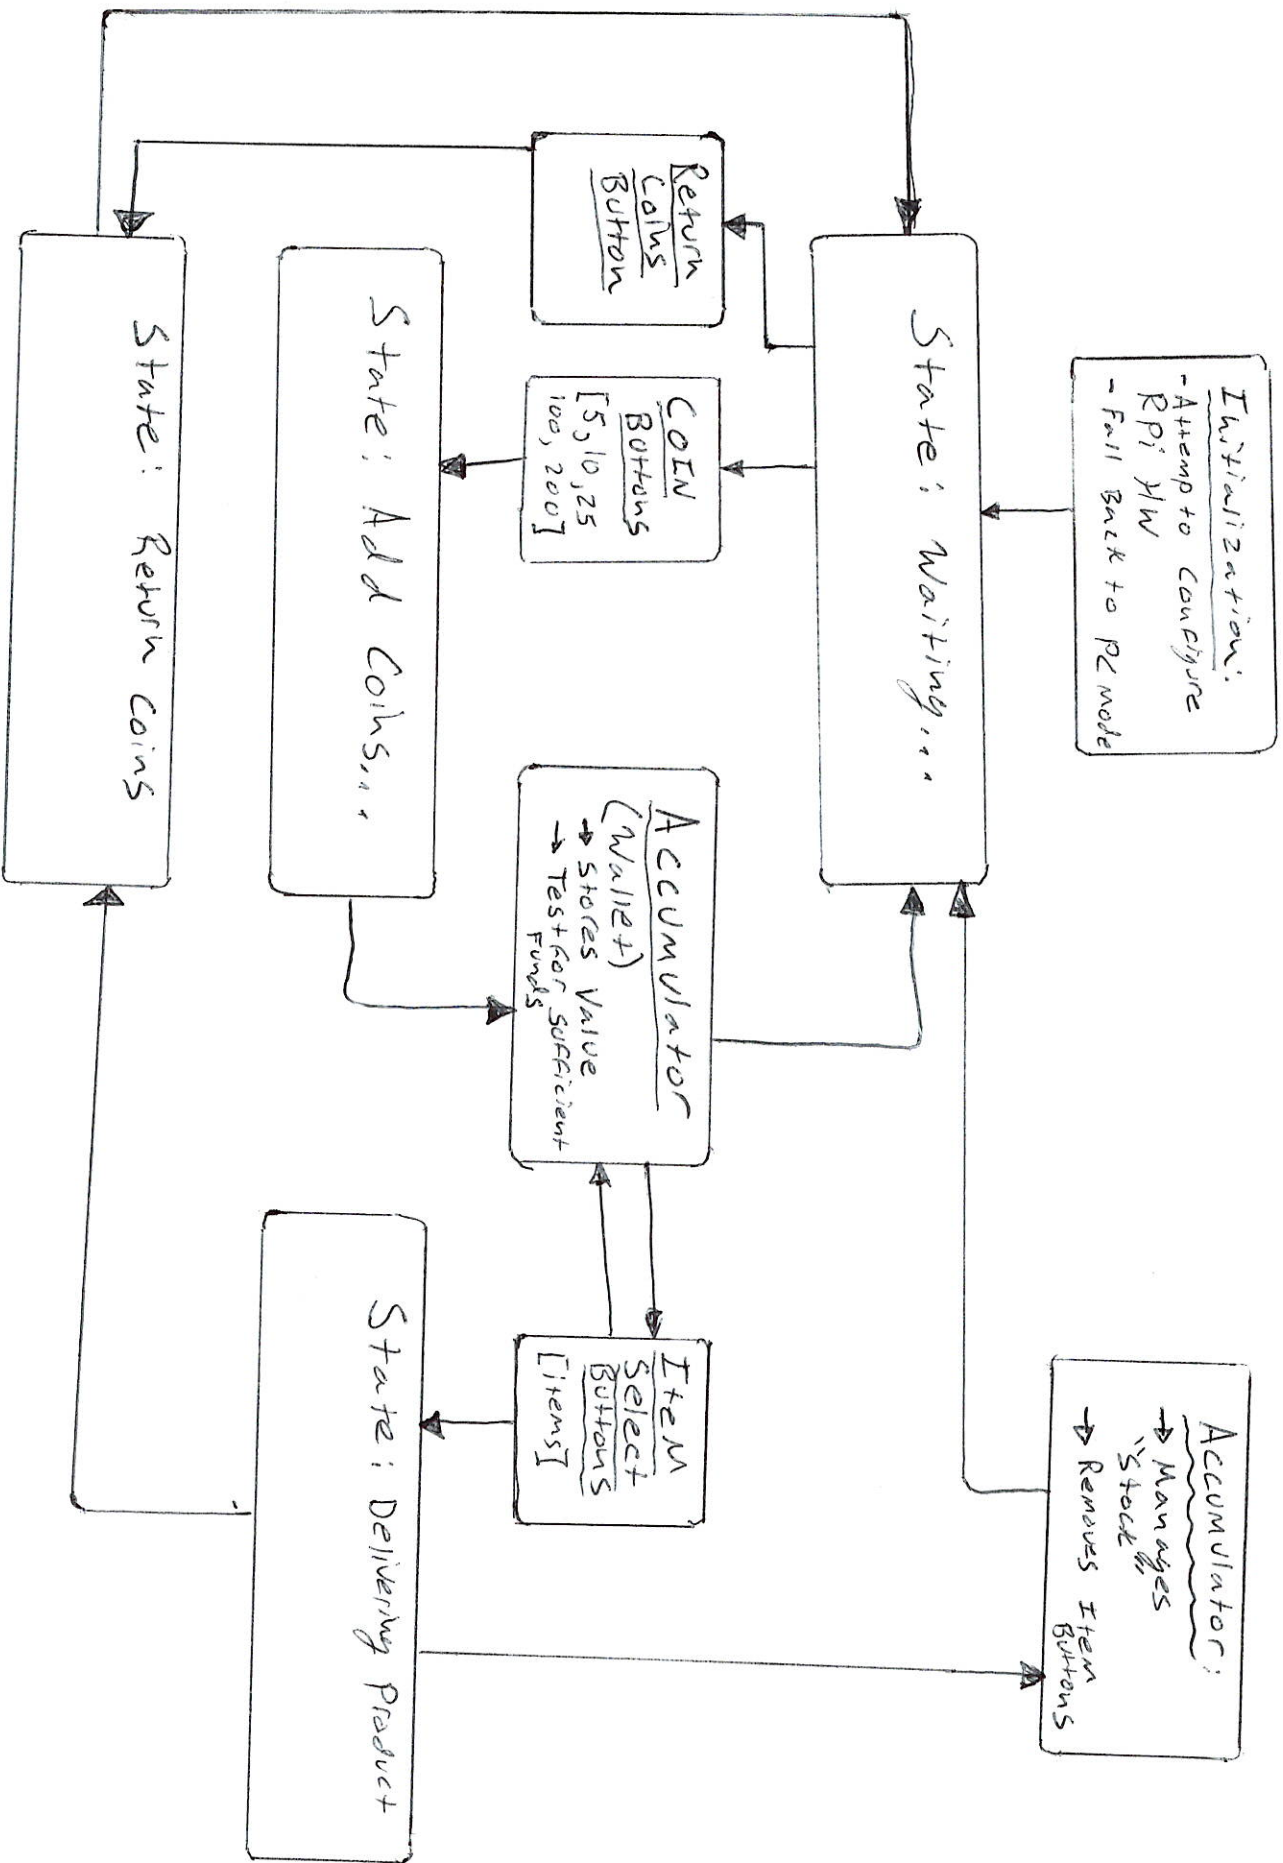 Initialization:
- Attemp to Configure
RPi H/W
- Fall Back to PC Mode
State: Waiting...
Return
Coins
Button
COIN
Buttons
[5, 10, 25
100, 200]
State: Add Coins...
State: Return Coins
Accumulator
(Wallet)
→ Stores Value
→ Test for sufficient
Funds
Item
Select
Buttons
[items]
State: Delivering Product
Accumulator:
→ Manages
"Stock"
→ Removes Item
Buttons